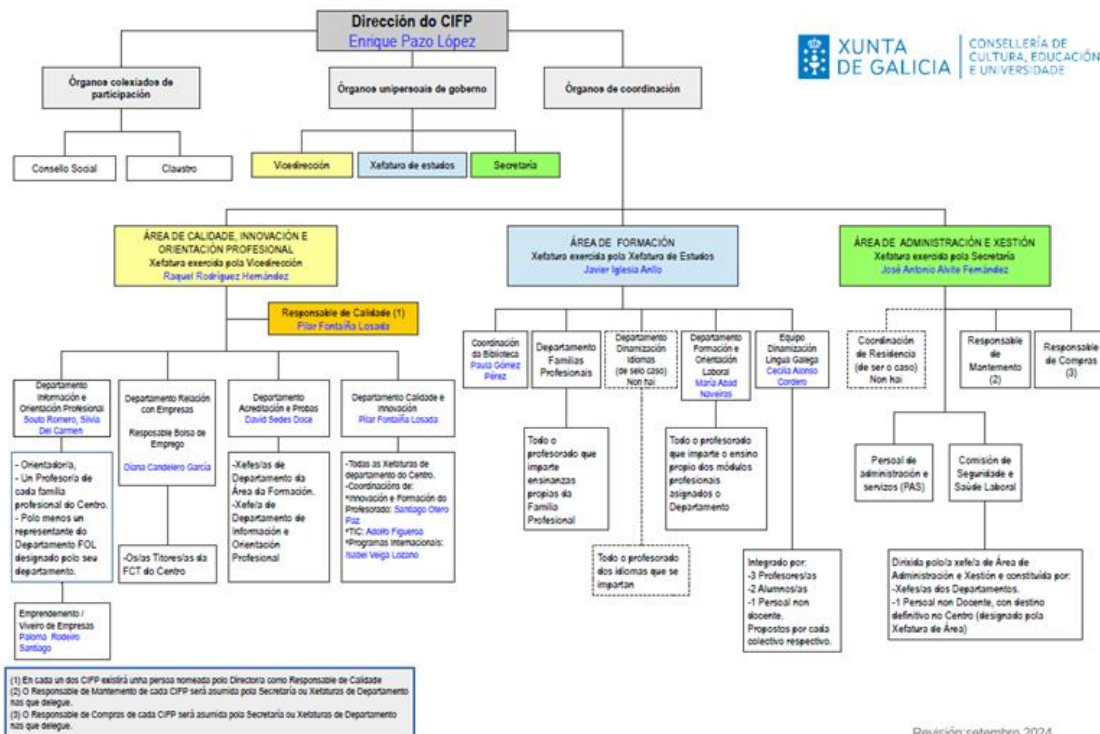 Dirección do CIFP
Enrique Pazo López
XUNTA
DE GALICIA
CONSELLERÍA DE
CULTURA, EDUCACIÓN
E UNIVERSIDADE
Órganos colexiados de
participación
Órganos unipersoais de goberno
Órganos de coordinación
Consello Social
Claustro
Vicedirección
Xefatura de estudos
Secretaría
ÁREA DE CALIDADE, INNOVACIÓN E
ORIENTACIÓN PROFESIONAL
Xefatura exercida pola Vicedirección
Raquel Rodríguez Hernández
ÁREA DE FORMACIÓN
Xefatura exercida pola Xefatura de Estudos
Javier Iglesia Anllo
ÁREA DE ADMINISTRACIÓN E XESTIÓN
Xefatura exercida pola Secretaría
José Antonio Alvite Fernández
Responsable de Calidade (1)
Pilar Fontaíña Losada
Departamento
Información e
Orientación Profesional
Souto Romero, Silvia
Del Carmen
Departamento Relación
con Empresas
Resposable Bolsa de
Emprego
Diana Candelero García
Departamento
Acreditación e Probas
David Sedes Doce
Departamento Calidade e
Innovación
Pilar Fontaíña Losada
Coordinación
da Biblioteca
Paula Gómez
Pérez
Departamento
Familias
Profesionais
Departamento
Dinamización
Idiomas
(de selo caso)
Non hai
Departamento
Formación e
Orientación
Laboral
María Abad
Naveiras
Equipo
Dinamización
Lingua Galega
Cecilia Alonso
Cordero
Coordinación
de Residencia
(de ser o caso)
Non hai
Responsable
de
Mantemento
(2)
Responsable
de Compras
(3)
- Orientador/a,
- Un Profesor/a de
cada familia
profesional do Centro.
- Polo menos un
representante do
Departamento FOL
designado polo seu
departamento.
-Os/as Titores/as da
FCT do Centro
-Xefes/as de
Departamento da
Área da Formación.
-Xefe/a de
Departamento de
Información e
Orientación
Profesional
-Todas as Xefaturas de
departamento do Centro.
-Coordinacións de:
*Innovación e Formación do
Profesorado: Santiago Otero
Paz
*TIC: Adolfo Figueroa
*Programas Internacionais:
Isabel Veiga Lozano
Todo o
profesorado que
imparte
ensinanzas
propias da
Familia
Profesional
Todo o profesorado
que imparte o ensino
propio dos módulos
profesionais
asignados o
Departamento
Persoal de
administración e
servizos (PAS)
Comisión de
Seguridade e
Saúde Laboral
Todo o profesorado
dos idiomas que se
impartan
Integrado por:
-3 Profesores/as
-2 Alumnos/as
-1 Persoal non
docente.
Propostos por cada
colectivo respectivo.
Dirixida polo/a xefe/a de Área de
Administración e Xestión e constituída por:
-Xefes/as dos Departamentos.
-1 Persoal non Docente, con destino
definitivo no Centro (designado pola
Xefatura de Área)
Emprendemento /
Viveiro de Empresas
Paloma Rodeiro
Santiago
(1) En cada un dos CIFP existirá unha persoa nomeada polo Director/a como Responsable de Calidade
(2) O Responsable de Mantemento de cada CIFP será asumida pola Secretaría ou Xefaturas de Departamento
nas que delegue.
(3) O Responsable de Compras de cada CIFP será asumida pola Secretaría ou Xefaturas de Departamento
nas que delegue.
Revisión:setembro 2024